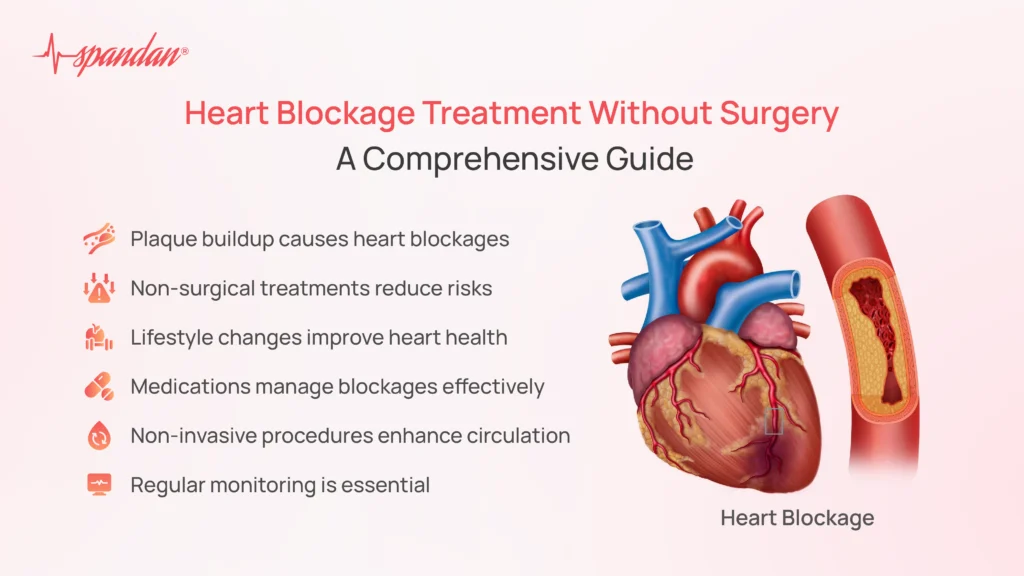 spandan®
Heart Blockage Treatment Without Surgery
A Comprehensive Guide
Plaque buildup causes heart blockages
Non-surgical treatments reduce risks
Lifestyle changes improve heart health
Medications manage blockages effectively
Non-invasive procedures enhance circulation
Regular monitoring is essential
Heart Blockage